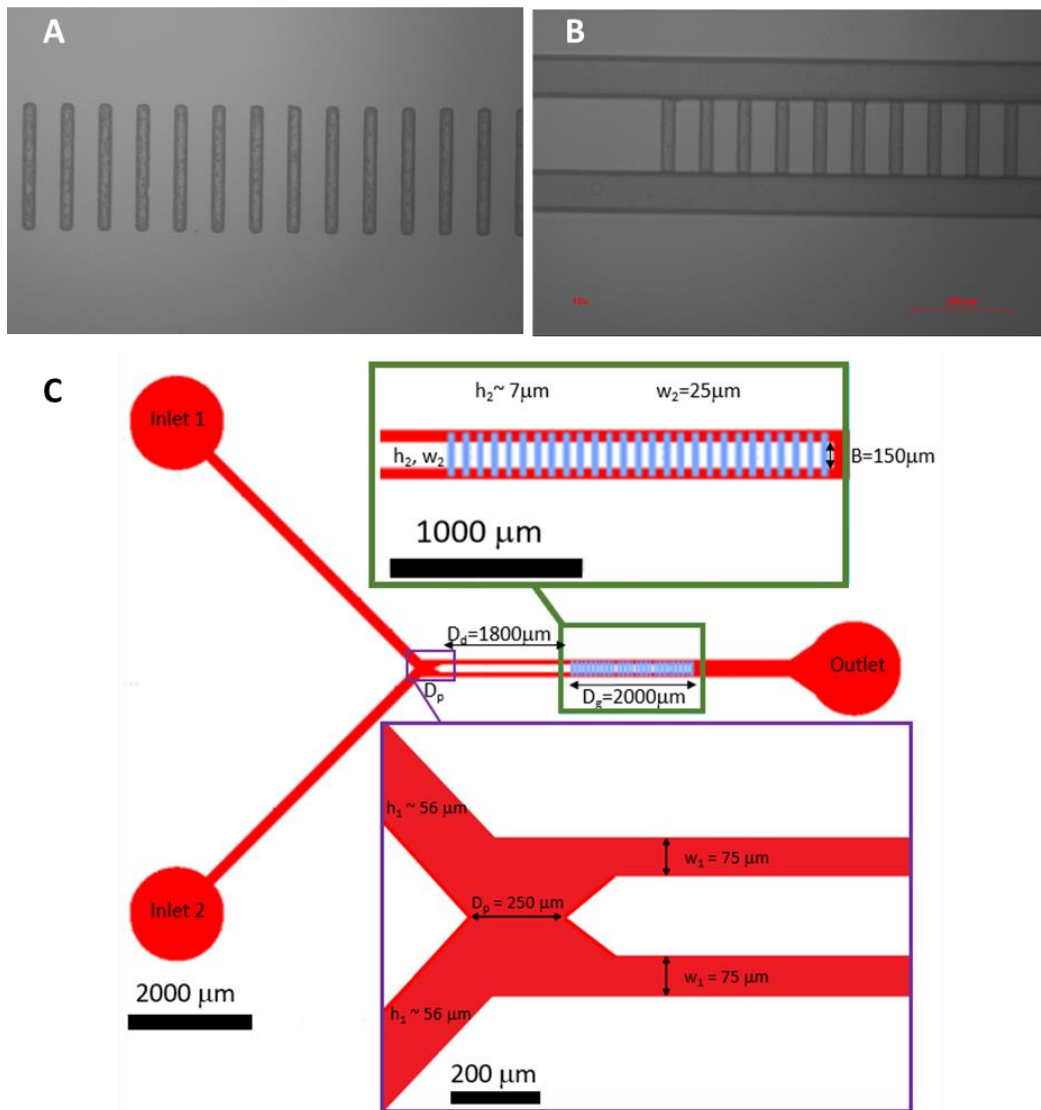 A
B
10x
C
Inlet 1
h₂~ 7μm w₂=25μm
h₂, w₂
B=150μm
1000 μm
D_d=1800μm
Outlet
D_p
D_g=2000μm
h₁ ~ 56 μm
w₁ = 75 μm
D_p = 250 μm
Inlet 2
w₁ = 75 μm
2000 μm
h₁ ~ 56 μm
200 μm